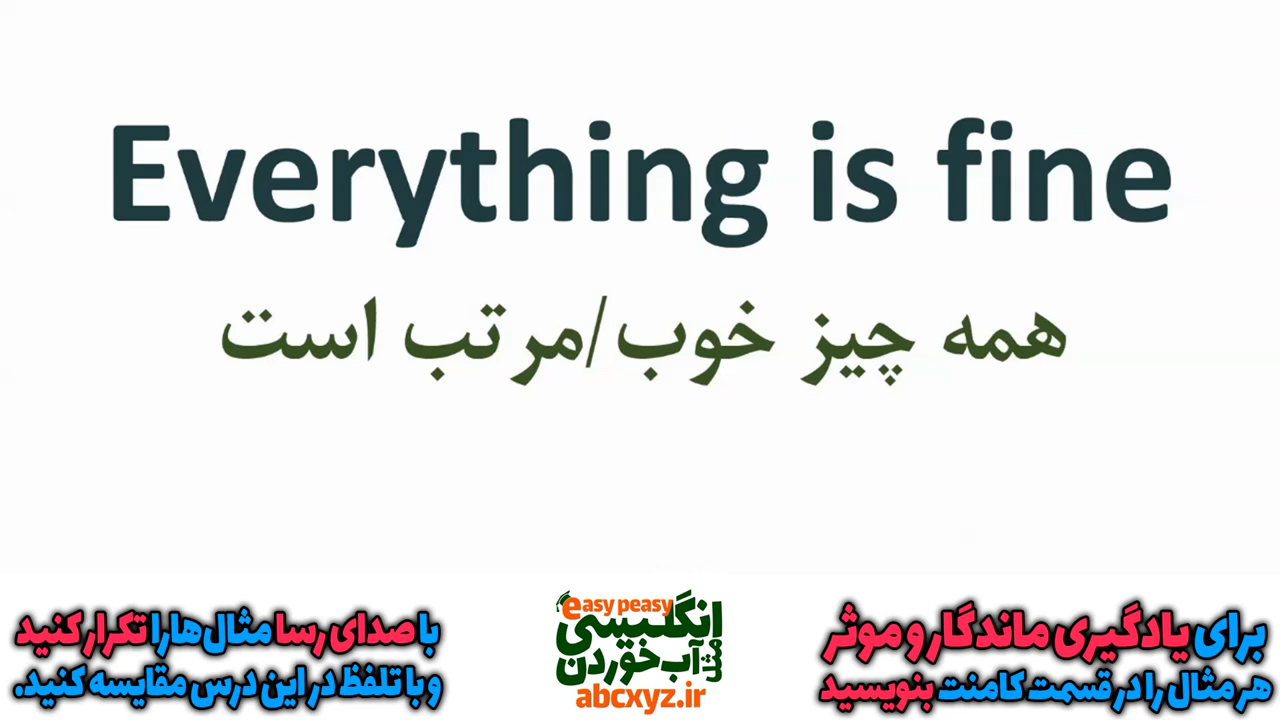 Everything is fine
همه چیز خوب/مرتب است
برای یادگیری ماندگار و موثر
هر مثال را در قسمت کامنت بنویسید
easy peasy
انگلیسی
مثل آب خوردن
abcxyz.ir
با صدای رسا مثال‌ها را تکرار کنید
و با تلفظ در این درس مقایسه کنید.